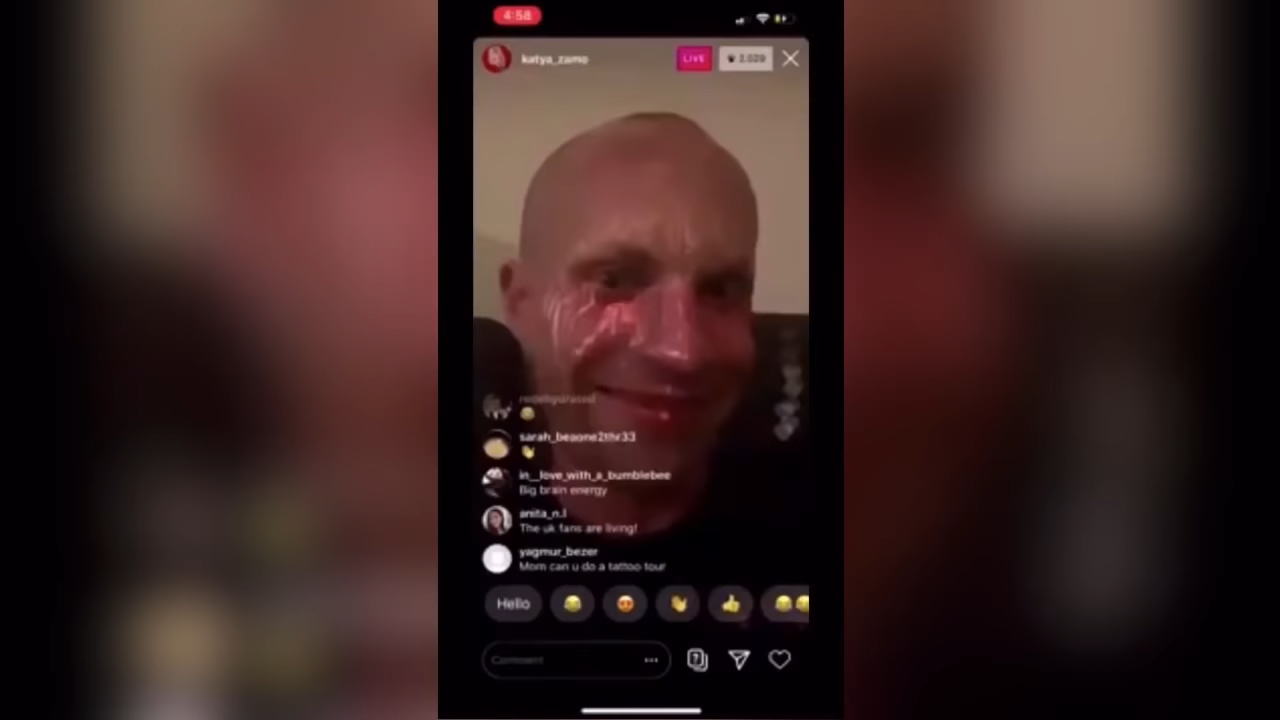 4:58
katya_zamo
LIVE
2.029
sarah_beaone2thr33
in__love_with_a_bumblebee
Big brain energy
anita_n.l
The uk fans are living!
yagmur_bezer
Mom can u do a tattoo tour
Hello
Comment